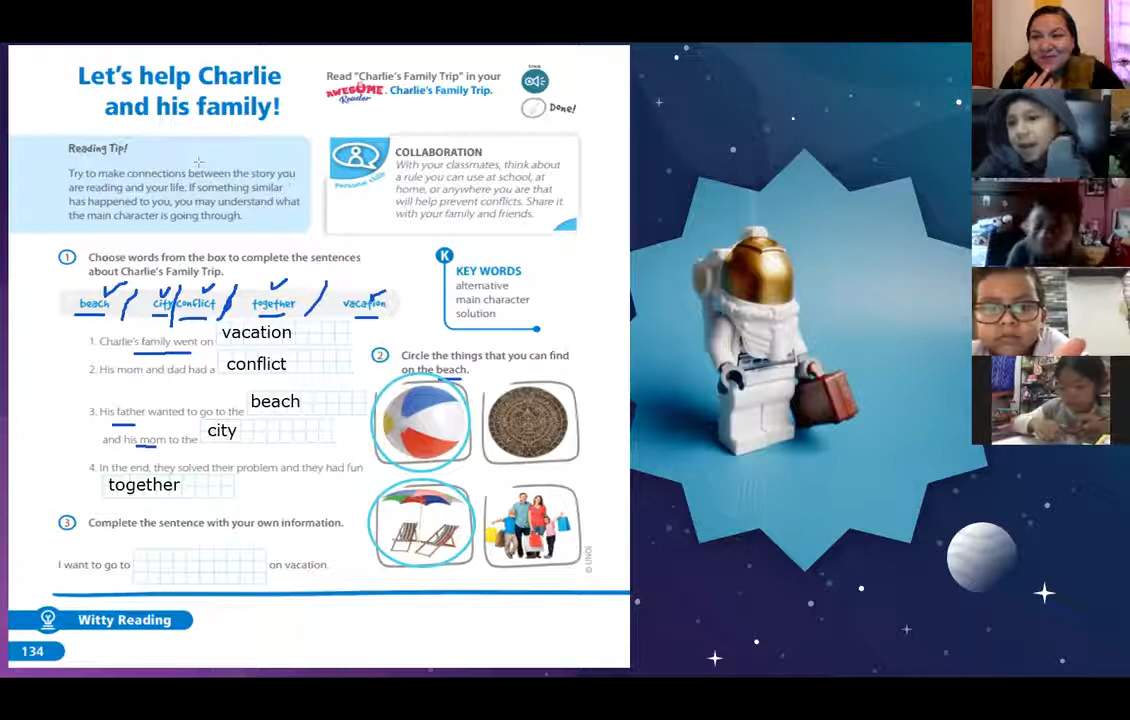 Let's help Charlie
and his family!
Read "Charlie's Family Trip" in your
AWESOME Reader. Charlie's Family Trip.
Done!
Reading Tip!
Try to make connections between the story you
are reading and your life. If something similar
has happened to you, you may understand what
the main character is going through.
Personal skills
COLLABORATION
With your classmates, think about
a rule you can use at school, at
home, or anywhere you are that
will help prevent conflicts. Share it
with your family and friends.
1 Choose words from the box to complete the sentences
about Charlie's Family Trip.
beach city conflict together vacation
1. Charlie's family went on vacation
2. His mom and dad had a conflict
3. His father wanted to go to the beach
and his mom to the city
4. In the end, they solved their problem and they had fun
together
K
KEY WORDS
alternative
main character
solution
2 Circle the things that you can find
on the beach.
3 Complete the sentence with your own information.
I want to go to on vacation.
© UNOi
Witty Reading
134